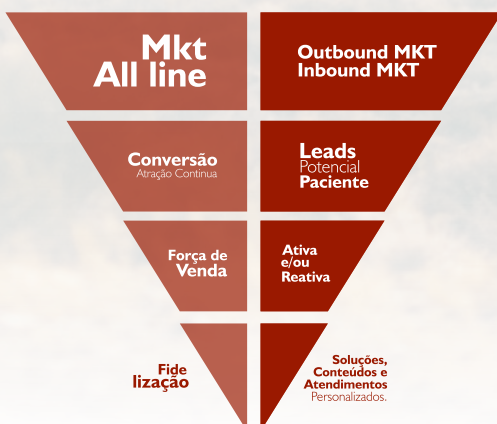 Mkt
All line
Outbound MKT
Inbound MKT
Conversão
Atração Continua
Leads
Potencial
Paciente
Força de
Venda
Ativa
e/ou
Reativa
Fide
lização
Soluções,
Conteúdos e
Atendimentos
Personalizados.